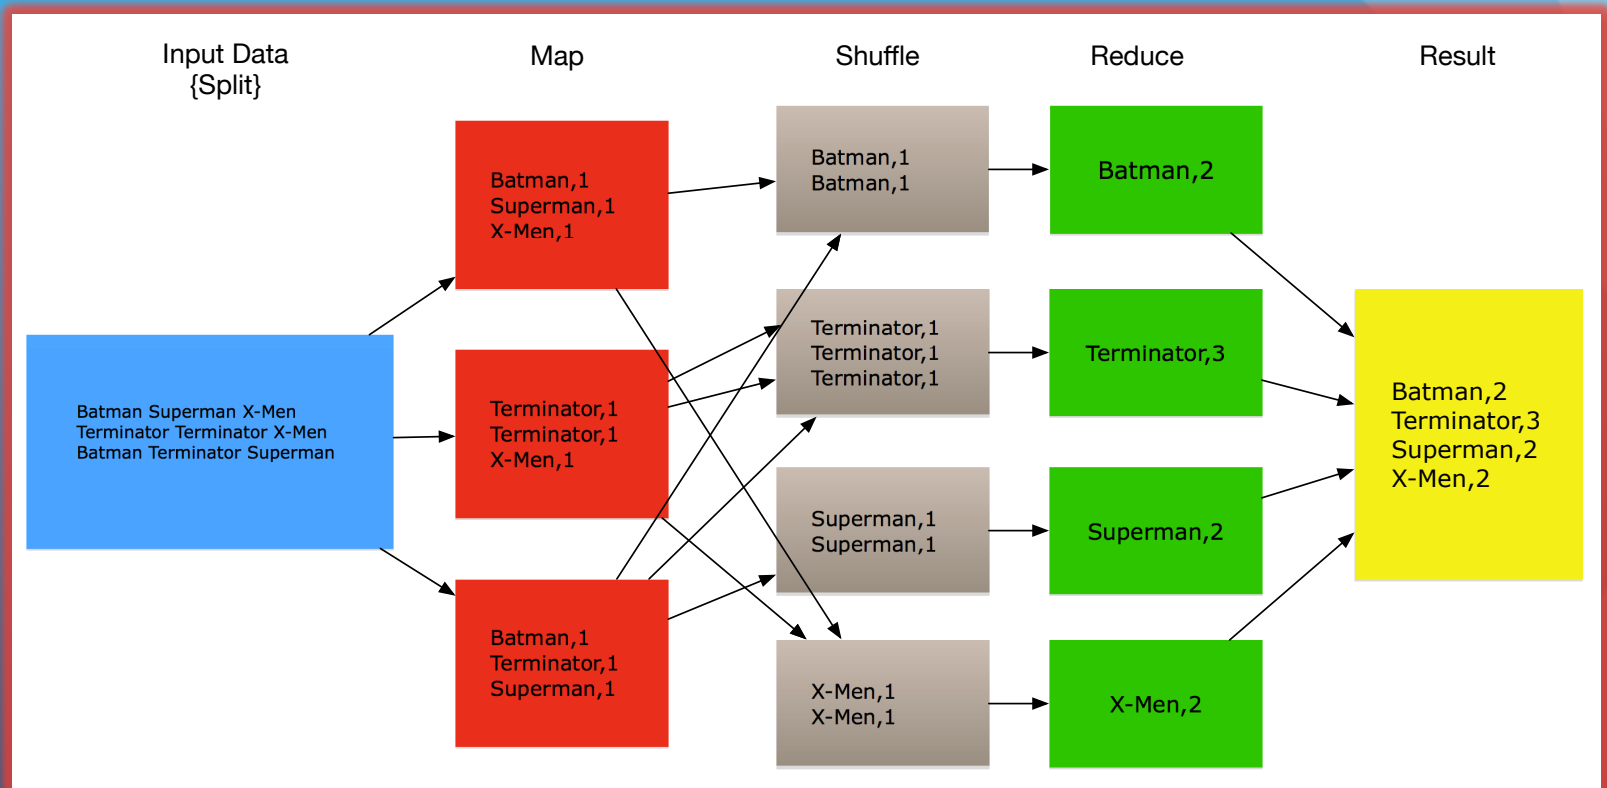 Input Data
{Split}
Map
Shuffle
Reduce
Result
Batman Superman X-Men
Terminator Terminator X-Men
Batman Terminator Superman
Batman,1
Superman,1
X-Men,1
Terminator,1
Terminator,1
X-Men,1
Batman,1
Terminator,1
Superman,1
Batman,1
Batman,1
Terminator,1
Terminator,1
Terminator,1
Superman,1
Superman,1
X-Men,1
X-Men,1
Batman,2
Terminator,3
Superman,2
X-Men,2
Batman,2
Terminator,3
Superman,2
X-Men,2